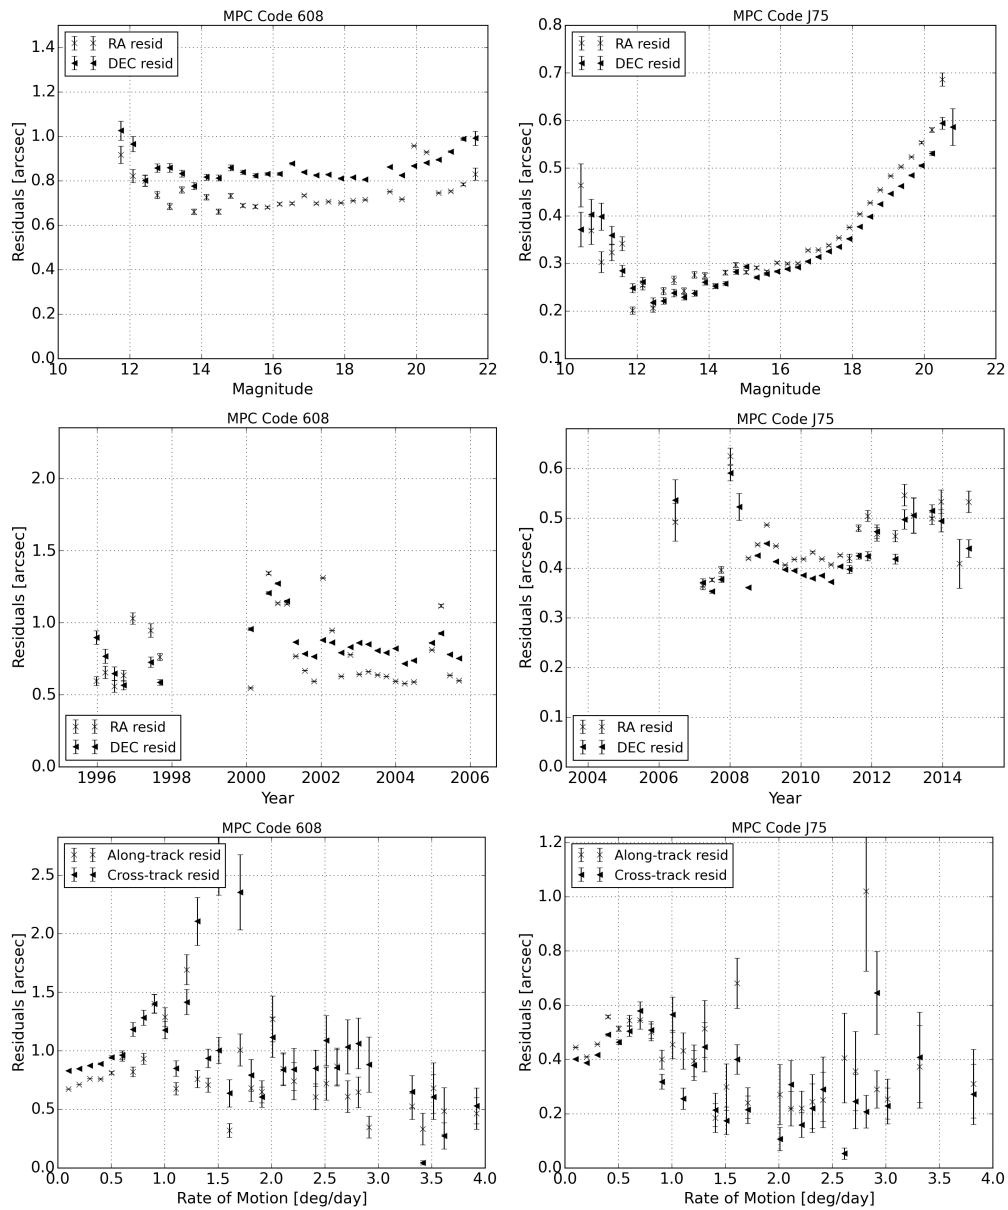 MPC Code 608
RA resid
DEC resid
Residuals [arcsec]
1.4
1.2
1.0
0.8
0.6
0.4
0.2
0.0
10 12 14 16 18 20 22
Magnitude
MPC Code J75
RA resid
DEC resid
Residuals [arcsec]
0.8
0.7
0.6
0.5
0.4
0.3
0.2
0.1
10 12 14 16 18 20 22
Magnitude
MPC Code 608
Residuals [arcsec]
2.0
1.5
1.0
0.5
0.0
RA resid
DEC resid
1996 1998 2000 2002 2004 2006
Year
MPC Code J75
Residuals [arcsec]
0.6
0.5
0.4
0.3
0.2
0.1
0.0
RA resid
DEC resid
2004 2006 2008 2010 2012 2014
Year
MPC Code 608
Along-track resid
Cross-track resid
Residuals [arcsec]
2.5
2.0
1.5
1.0
0.5
0.0
0.0 0.5 1.0 1.5 2.0 2.5 3.0 3.5 4.0
Rate of Motion [deg/day]
MPC Code J75
Along-track resid
Cross-track resid
Residuals [arcsec]
1.2
1.0
0.8
0.6
0.4
0.2
0.0
0.0 0.5 1.0 1.5 2.0 2.5 3.0 3.5 4.0
Rate of Motion [deg/day]